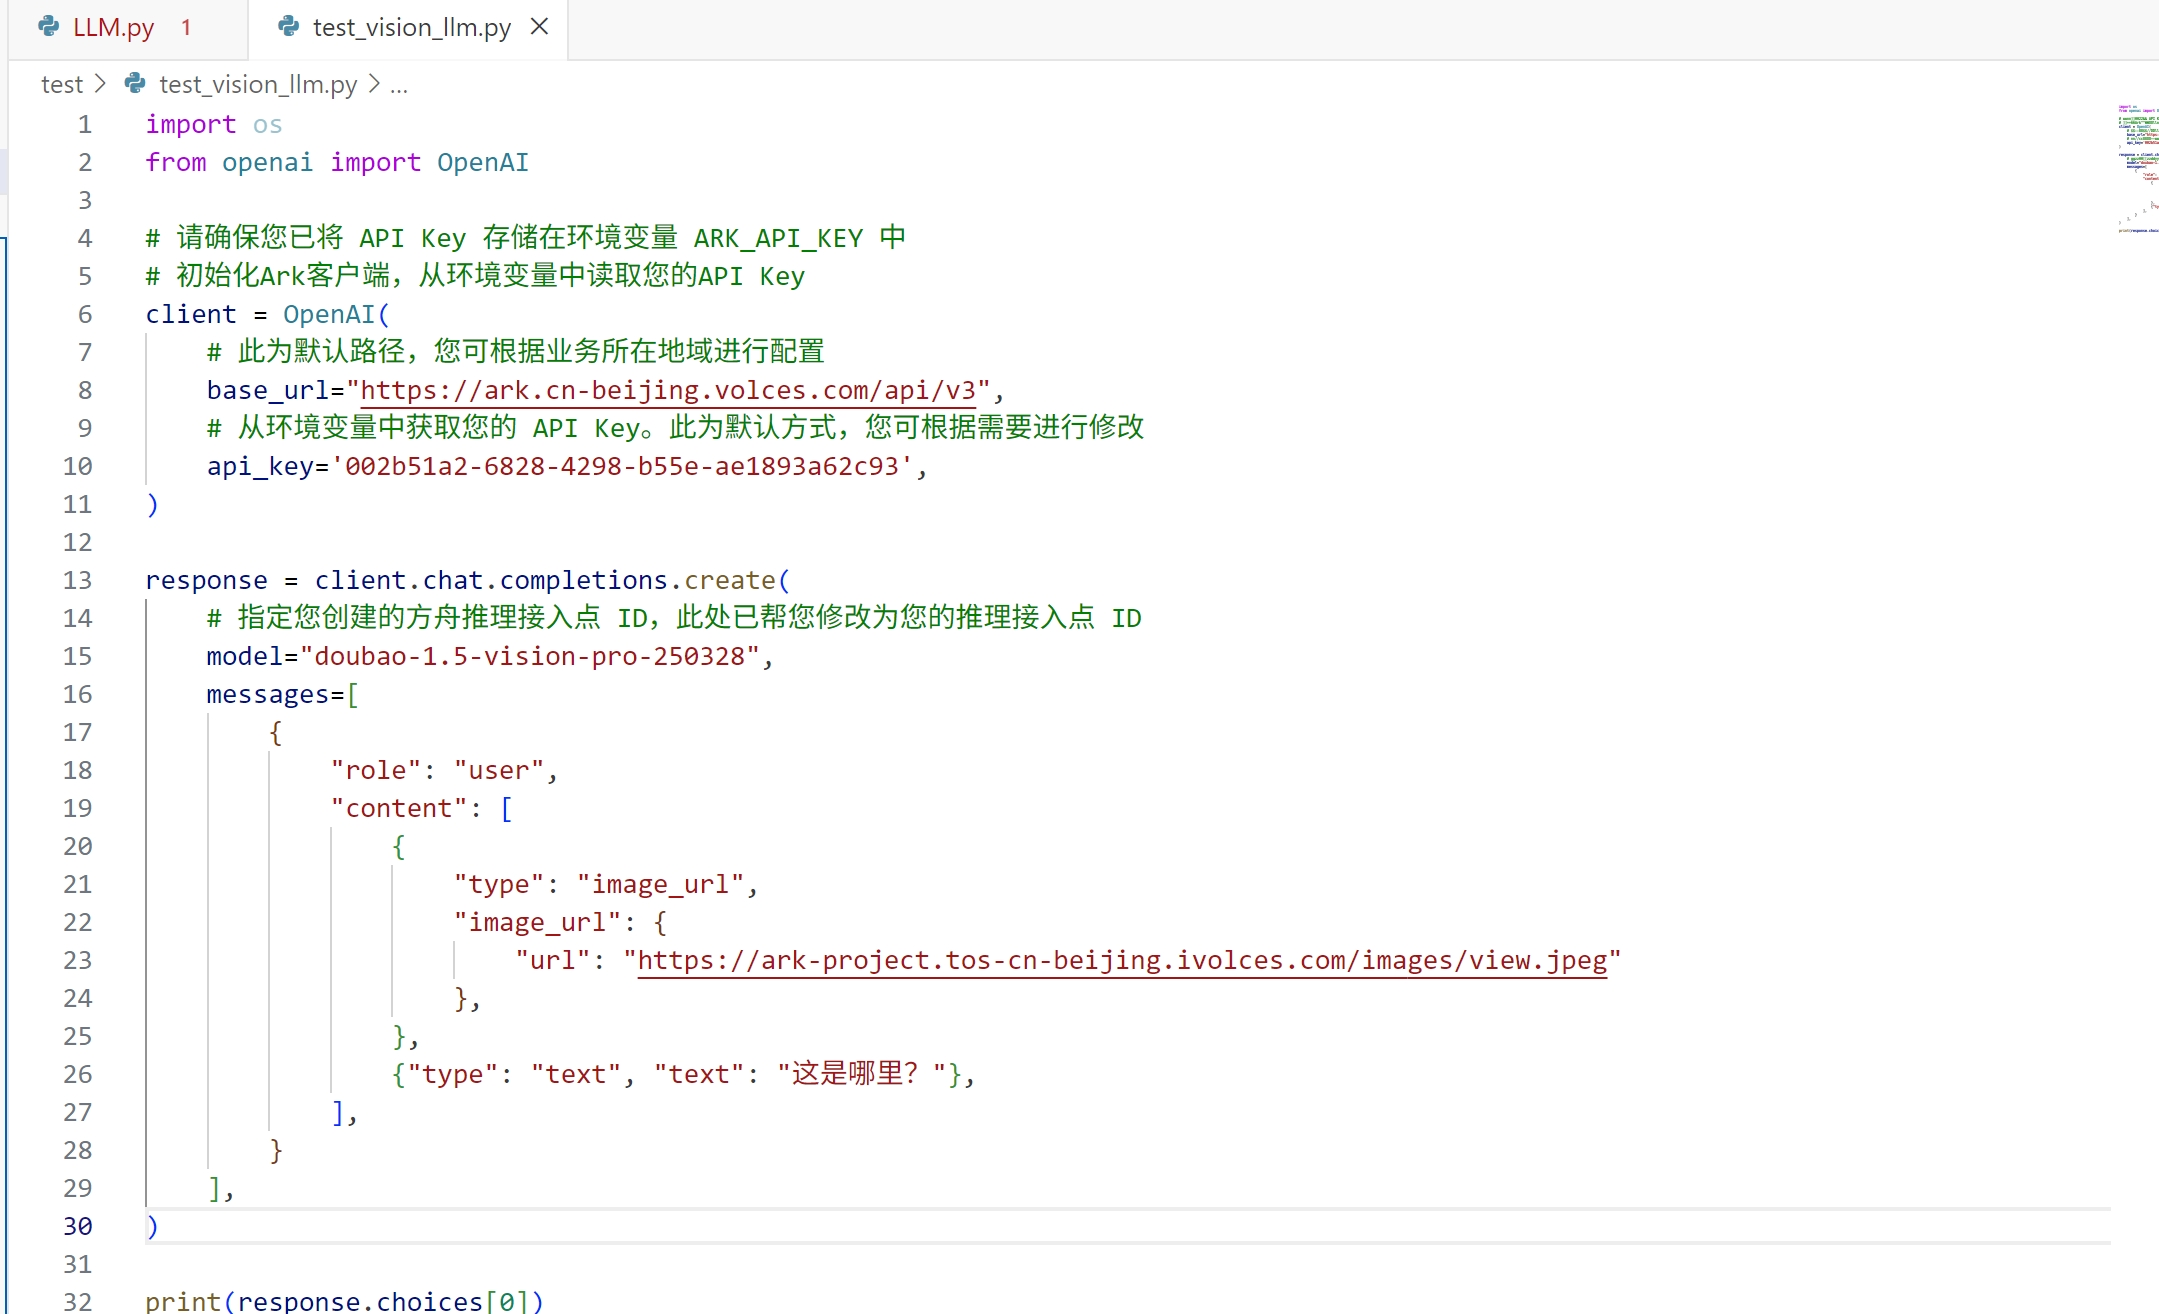 LLM.py 1 test_vision_llm.py
test > test_vision_llm.py > ...
1 import os
2 from openai import OpenAI
3
4 # 请确保您已将 API Key 存储在环境变量 ARK_API_KEY 中
5 # 初始化Ark客户端，从环境变量中读取您的API Key
6 client = OpenAI(
7     # 此为默认路径，您可根据业务所在地域进行配置
8     base_url="https://ark.cn-beijing.volces.com/api/v3",
9     # 从环境变量中获取您的 API Key。此为默认方式，您可根据需要进行修改
10     api_key='002b51a2-6828-4298-b55e-ae1893a62c93',
11 )
12
13 response = client.chat.completions.create(
14     # 指定您创建的方舟推理接入点 ID，此处已帮您修改为您的推理接入点 ID
15     model="doubao-1.5-vision-pro-250328",
16     messages=[
17         {
18             "role": "user",
19             "content": [
20                 {
21                     "type": "image_url",
22                     "image_url": {
23                         "url": "https://ark-project.tos-cn-beijing.ivolces.com/images/view.jpeg"
24                     },
25                 },
26                 {"type": "text", "text": "这是哪里？"},
27             ],
28         }
29     ],
30 )
31
32 print(response.choices[0])